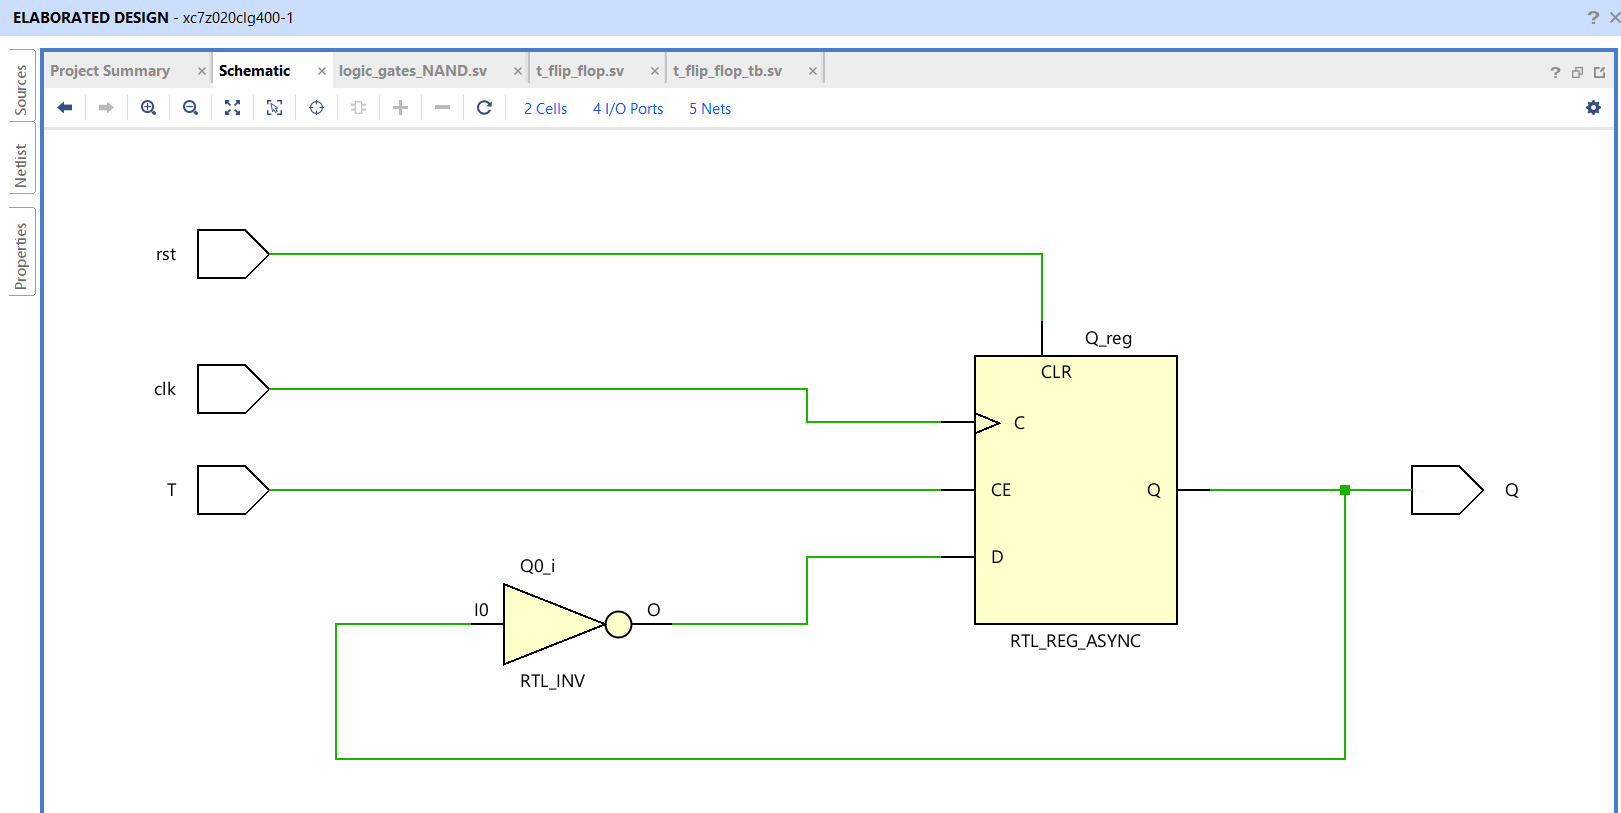 ELABORATED DESIGN - xc7z020clg400-1
Sources
Netlist
Properties
Project Summary
Schematic
logic_gates_NAND.sv
t_flip_flop.sv
t_flip_flop_tb.sv
2 Cells
4 I/O Ports
5 Nets
rst
Q_reg
CLR
clk
C
T
CE
Q
Q
D
Q0_i
I0
O
RTL_REG_ASYNC
RTL_INV